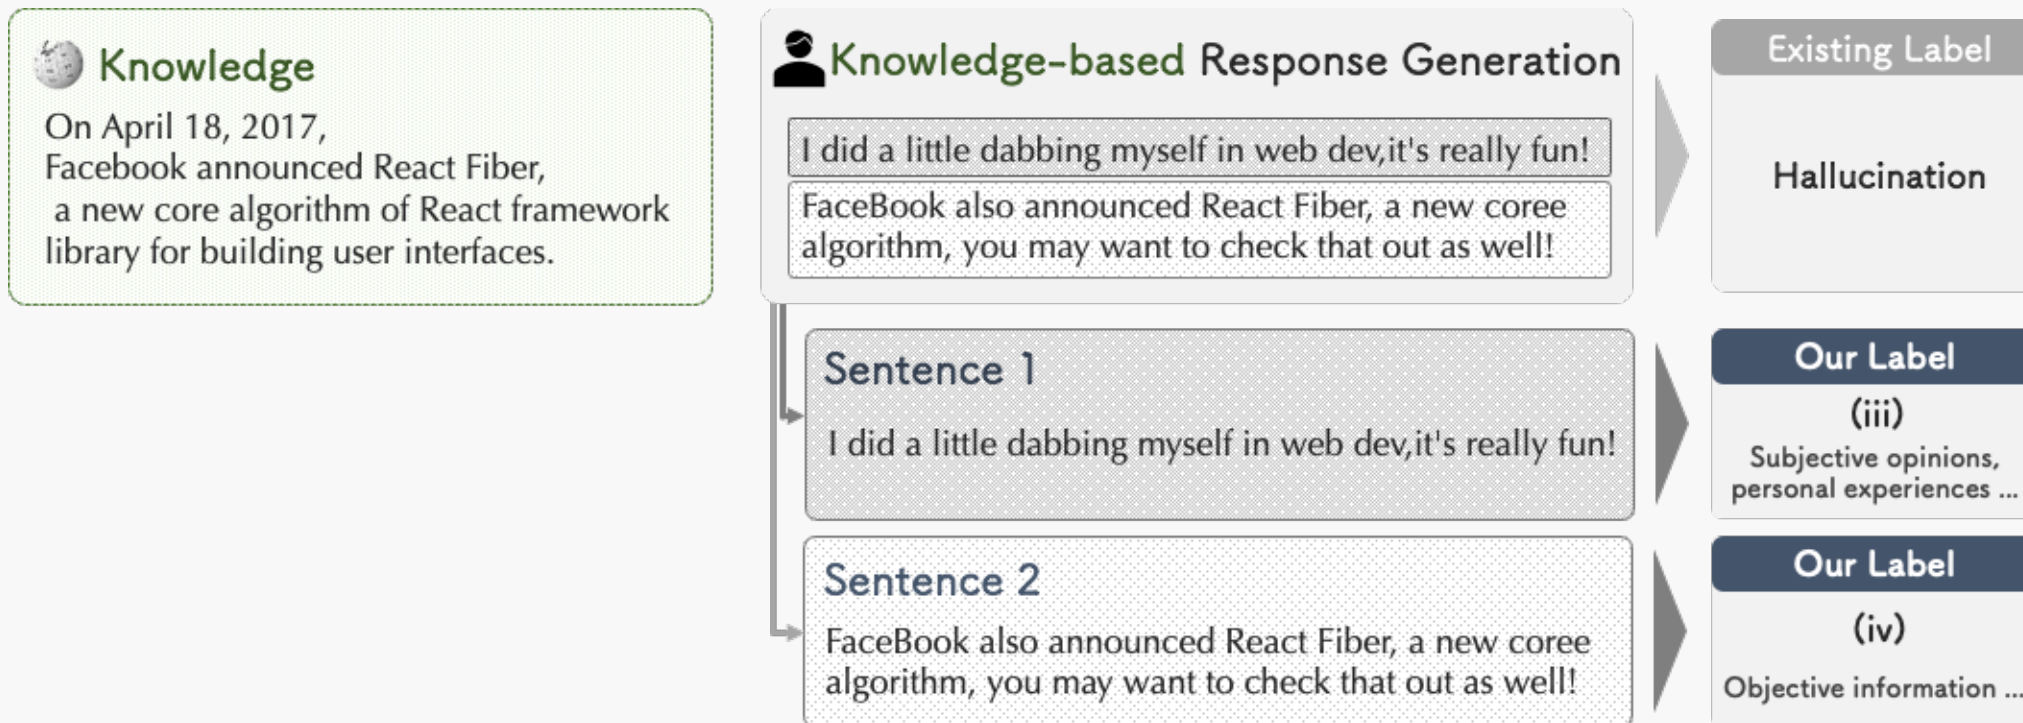 Knowledge
On April 18, 2017,
Facebook announced React Fiber,
a new core algorithm of React framework
library for building user interfaces.
Knowledge-based Response Generation
I did a little dabbing myself in web dev,it's really fun!
FaceBook also announced React Fiber, a new coree
algorithm, you may want to check that out as well!
Existing Label
Hallucination
Sentence 1
I did a little dabbing myself in web dev,it's really fun!
Our Label
(iii)
Subjective opinions,
personal experiences ...
Sentence 2
FaceBook also announced React Fiber, a new coree
algorithm, you may want to check that out as well!
Our Label
(iv)
Objective information ...